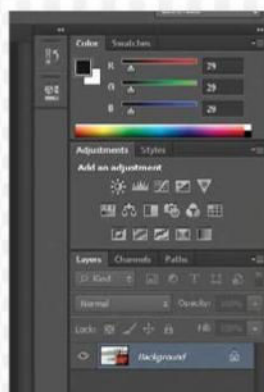 Color Swatches
R 29
G 29
B 29
Adjustments Styles
Add an adjustment
Layers Channels Paths
Kind
Normal Opacity:
Lock: Fill:
Background